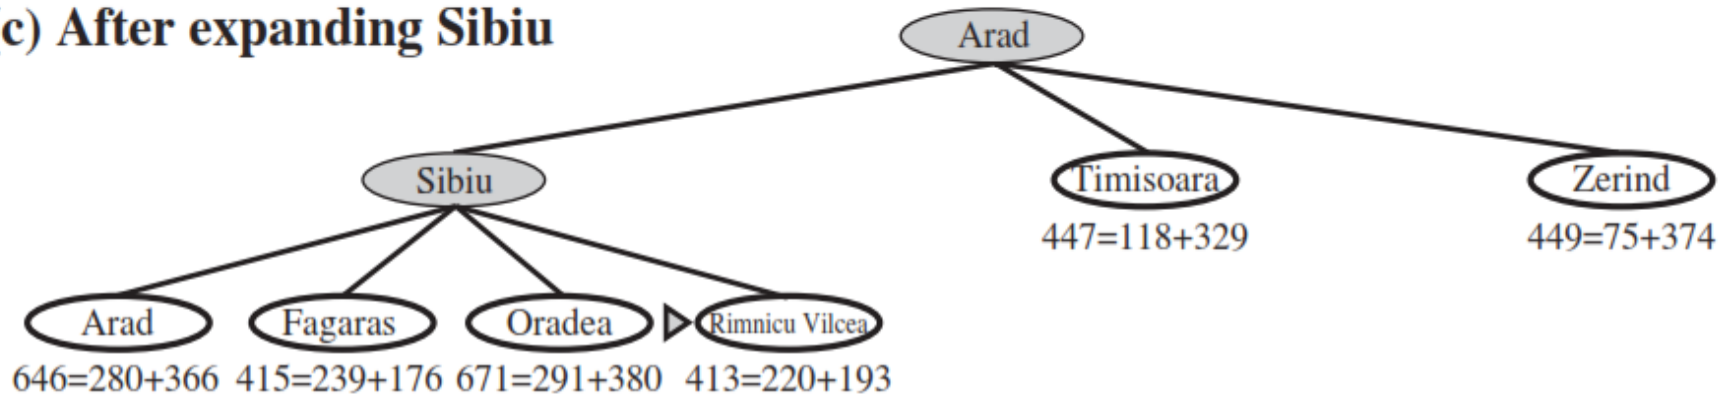 c) After expanding Sibiu
Arad
Sibiu
Timisoara
Zerind
447=118+329
449=75+374
Arad
Fagaras
Oradea
Rimnicu Vilcea
646=280+366
415=239+176
671=291+380
413=220+193